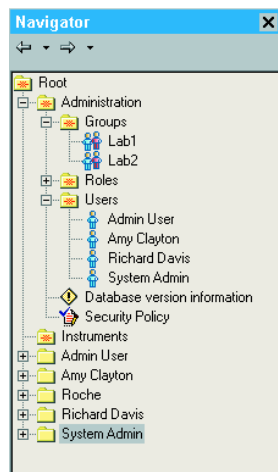 Navigator
Root
Administration
Groups
Lab1
Lab2
Roles
Users
Admin User
Amy Clayton
Richard Davis
System Admin
Database version information
Security Policy
Instruments
Admin User
Amy Clayton
Roche
Richard Davis
System Admin